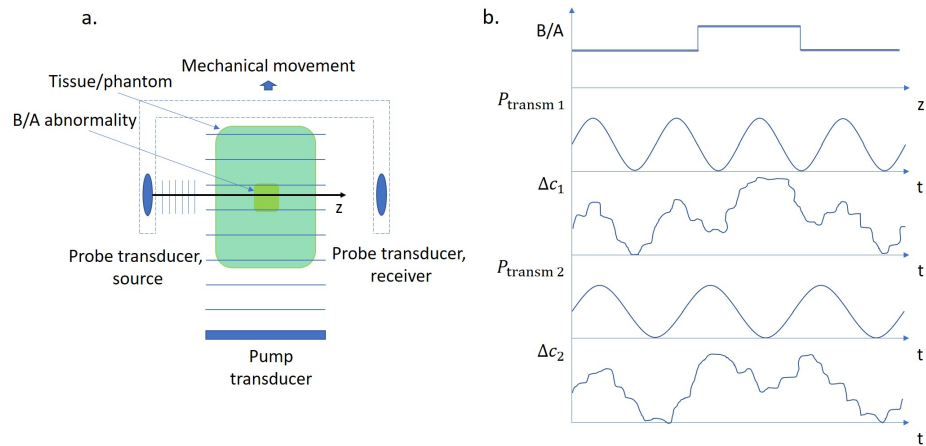 a.
Mechanical movement
Tissue/phantom
B/A abnormality
z
Probe transducer,
source
Probe transducer,
receiver
Pump
transducer
b.
B/A
z
P_transm 1
t
Δc_1
t
P_transm 2
t
Δc_2
t